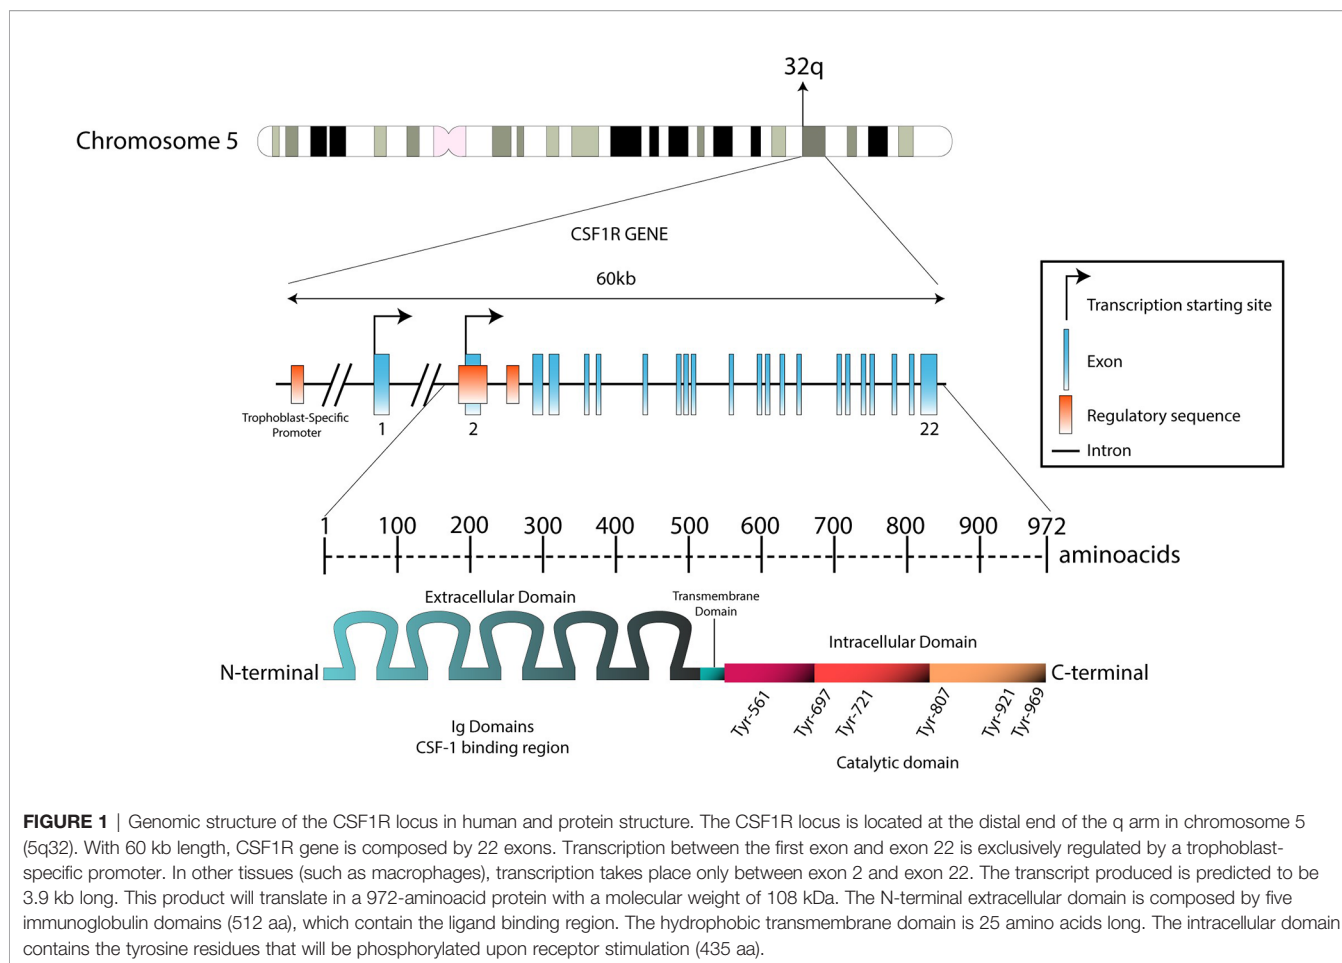 32q
Chromosome 5
CSF1R GENE
60kb
Transcription starting site
Exon
Regulatory sequence
Intron
Trophoblast-Specific
Promoter
1
2
22
1 100 200 300 400 500 600 700 800 900 972
aminoacids
Extracellular Domain
Transmembrane
Domain
Intracellular Domain
N-terminal
C-terminal
Tyr-561
Tyr-697
Tyr-721
Tyr-807
Tyr-921
Tyr-969
Ig Domains
CSF-1 binding region
Catalytic domain
FIGURE 1 | Genomic structure of the CSF1R locus in human and protein structure. The CSF1R locus is located at the distal end of the q arm in chromosome 5
(5q32). With 60 kb length, CSF1R gene is composed by 22 exons. Transcription between the first exon and exon 22 is exclusively regulated by a trophoblast-
specific promoter. In other tissues (such as macrophages), transcription takes place only between exon 2 and exon 22. The transcript produced is predicted to be
3.9 kb long. This product will translate in a 972-aminoacid protein with a molecular weight of 108 kDa. The N-terminal extracellular domain is composed by five
immunoglobulin domains (512 aa), which contain the ligand binding region. The hydrophobic transmembrane domain is 25 amino acids long. The intracellular domain
contains the tyrosine residues that will be phosphorylated upon receptor stimulation (435 aa).